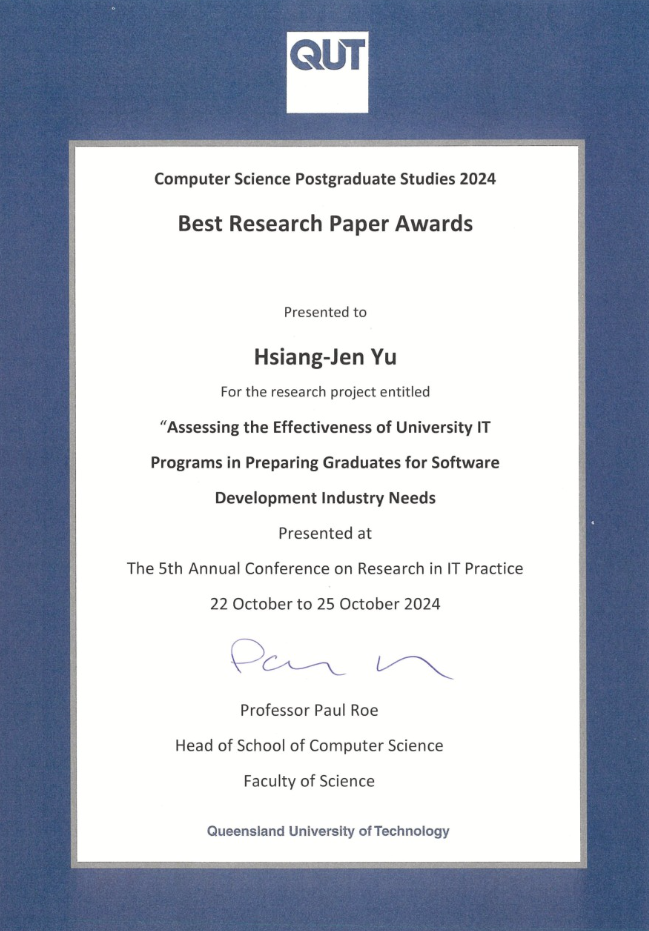 QUT
Computer Science Postgraduate Studies 2024
Best Research Paper Awards
Presented to
Hsiang-Jen Yu
For the research project entitled
“Assessing the Effectiveness of University IT
Programs in Preparing Graduates for Software
Development Industry Needs
Presented at
The 5th Annual Conference on Research in IT Practice
22 October to 25 October 2024
Professor Paul Roe
Head of School of Computer Science
Faculty of Science
Queensland University of Technology